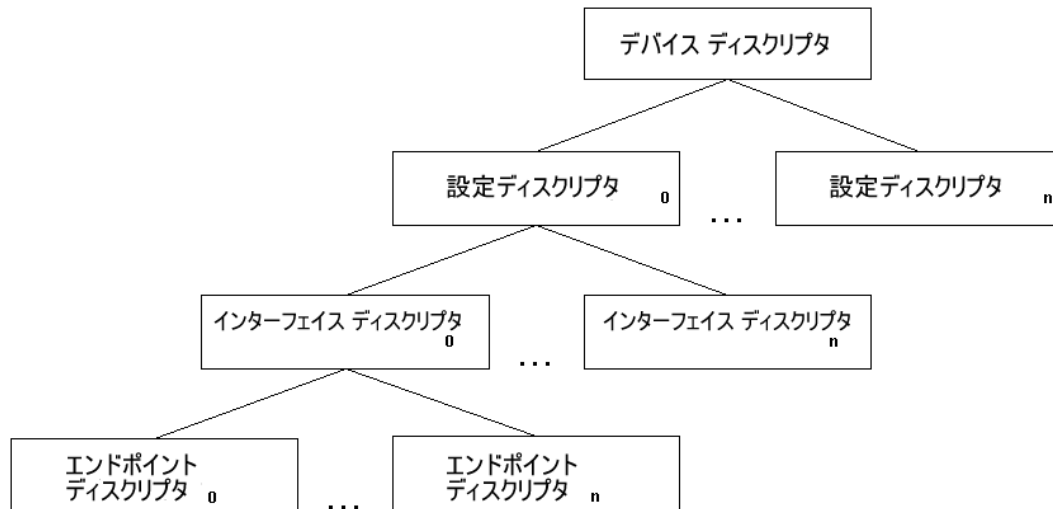 デバイス ディスクリプタ
設定ディスクリプタ 0
...
設定ディスクリプタ n
インターフェイス ディスクリプタ
0
...
インターフェイス ディスクリプタ
n
エンドポイント
ディスクリプタ 0
...
エンドポイント
ディスクリプタ n